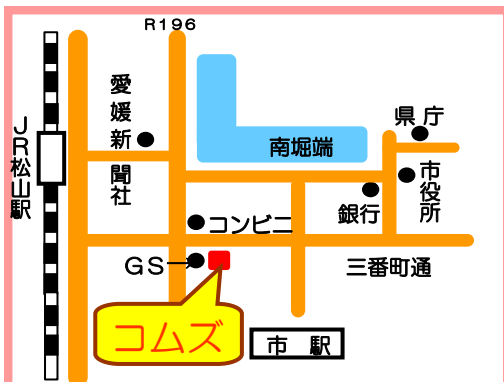 R196
愛媛新聞社
県庁
JR松山駅
南堀端
市役所
銀行
コンビニ
GS
三番町通
コムズ
市駅